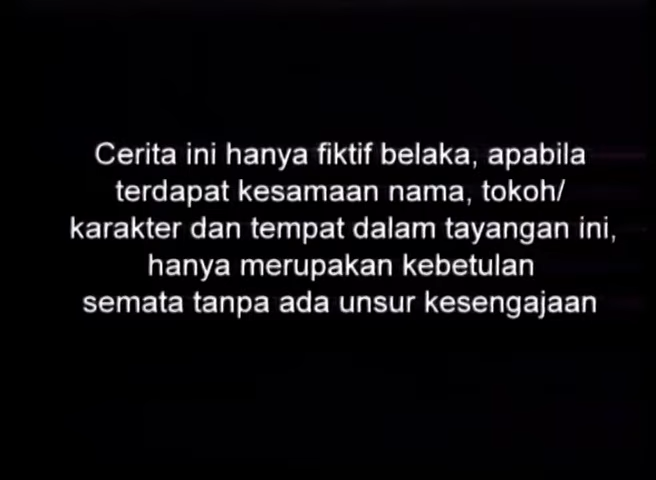 Cerita ini hanya fiktif belaka, apabila
terdapat kesamaan nama, tokoh/
karakter dan tempat dalam tayangan ini,
hanya merupakan kebetulan
semata tanpa ada unsur kesengajaan